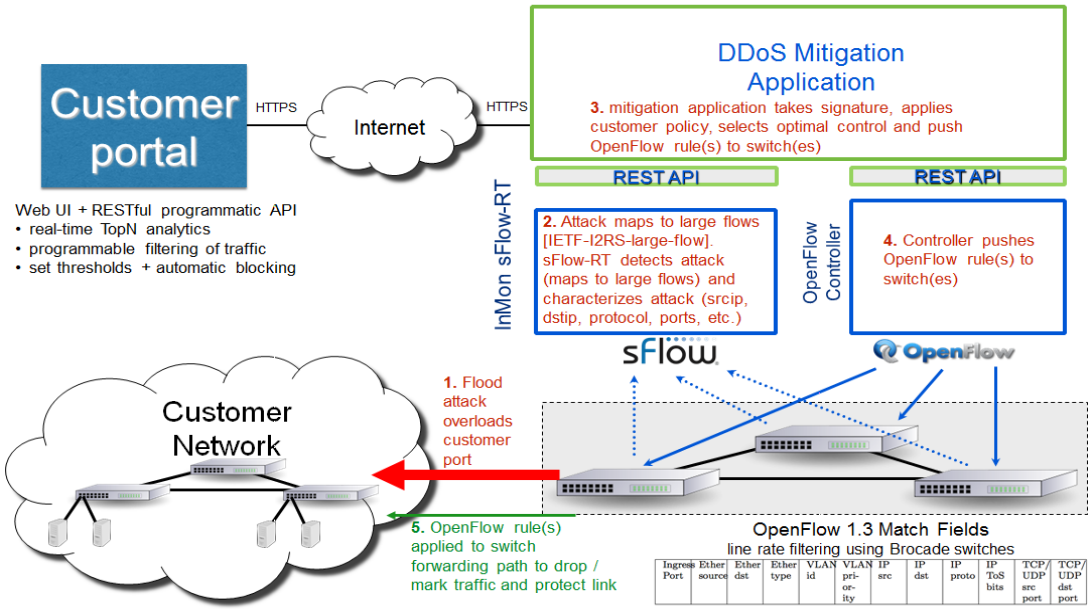 Customer
portal
HTTPS
Internet
HTTPS
DDoS Mitigation
Application
3. mitigation application takes signature, applies
customer policy, selects optimal control and push
OpenFlow rule(s) to switch(es)
REST API
REST API
Web UI + RESTful programmatic API
• real-time TopN analytics
• programmable filtering of traffic
• set thresholds + automatic blocking
InMon sFlow-RT
2. Attack maps to large flows
[IETF-I2RS-large-flow].
sFlow-RT detects attack
(maps to large flows) and
characterizes attack (srcip,
dstip, protocol, ports, etc.)
OpenFlow
Controller
4. Controller pushes
OpenFlow rule(s) to
switch(es)
sFlow
OpenFlow
Customer
Network
1. Flood
attack
overloads
customer
port
5. OpenFlow rule(s)
applied to switch
forwarding path to drop /
mark traffic and protect link
OpenFlow 1.3 Match Fields
line rate filtering using Brocade switches
Ingress Port
Ether source
Ether dst
Ether type
VLAN id
VLAN pri-
or-
ity
IP src
IP dst
IP proto
IP ToS bits
TCP/ UDP src port
TCP/ UDP dst port